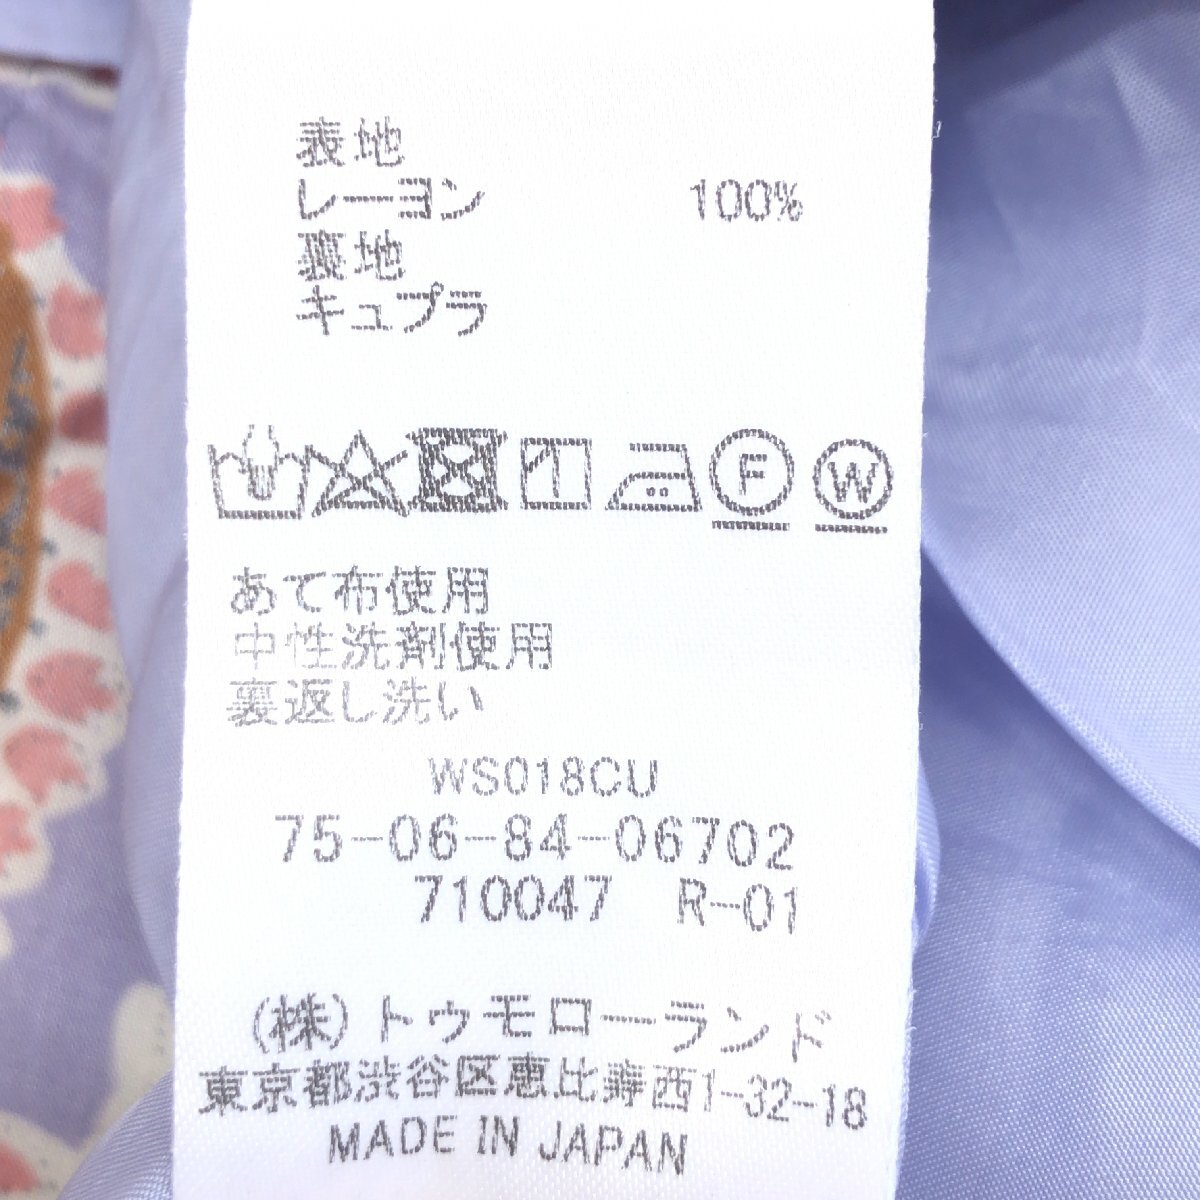 表地
レーヨン 100%
裏地
キュプラ
F W
あて布使用
中性洗剤使用
裏返し洗い
WS018CU
75-06-84-06702
710047 R-01
(株)トゥモローランド
東京都渋谷区恵比寿西1-32-18
MADE IN JAPAN